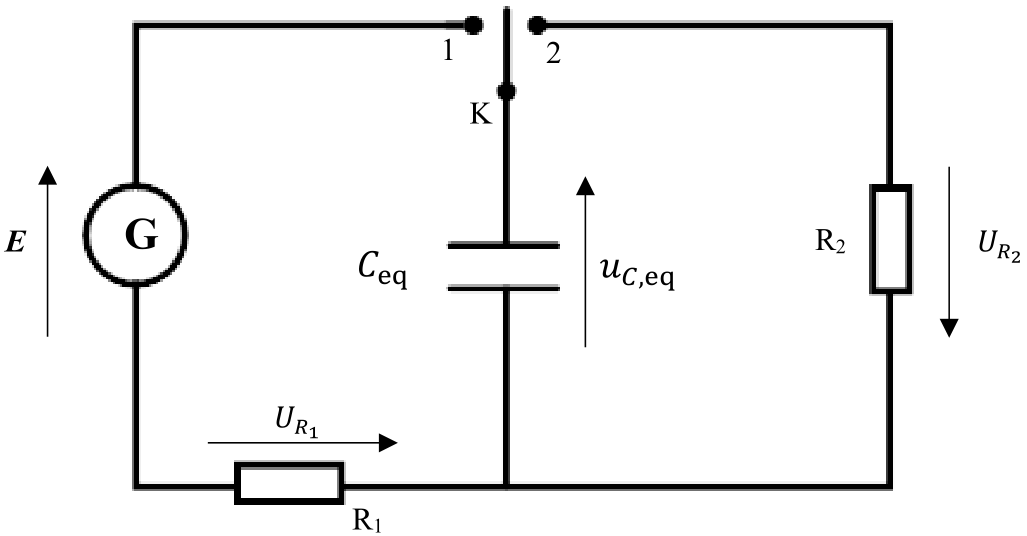 1
2
K
E
G
C_eq
u_C,eq
R₂
U_R₂
U_R₁
R₁